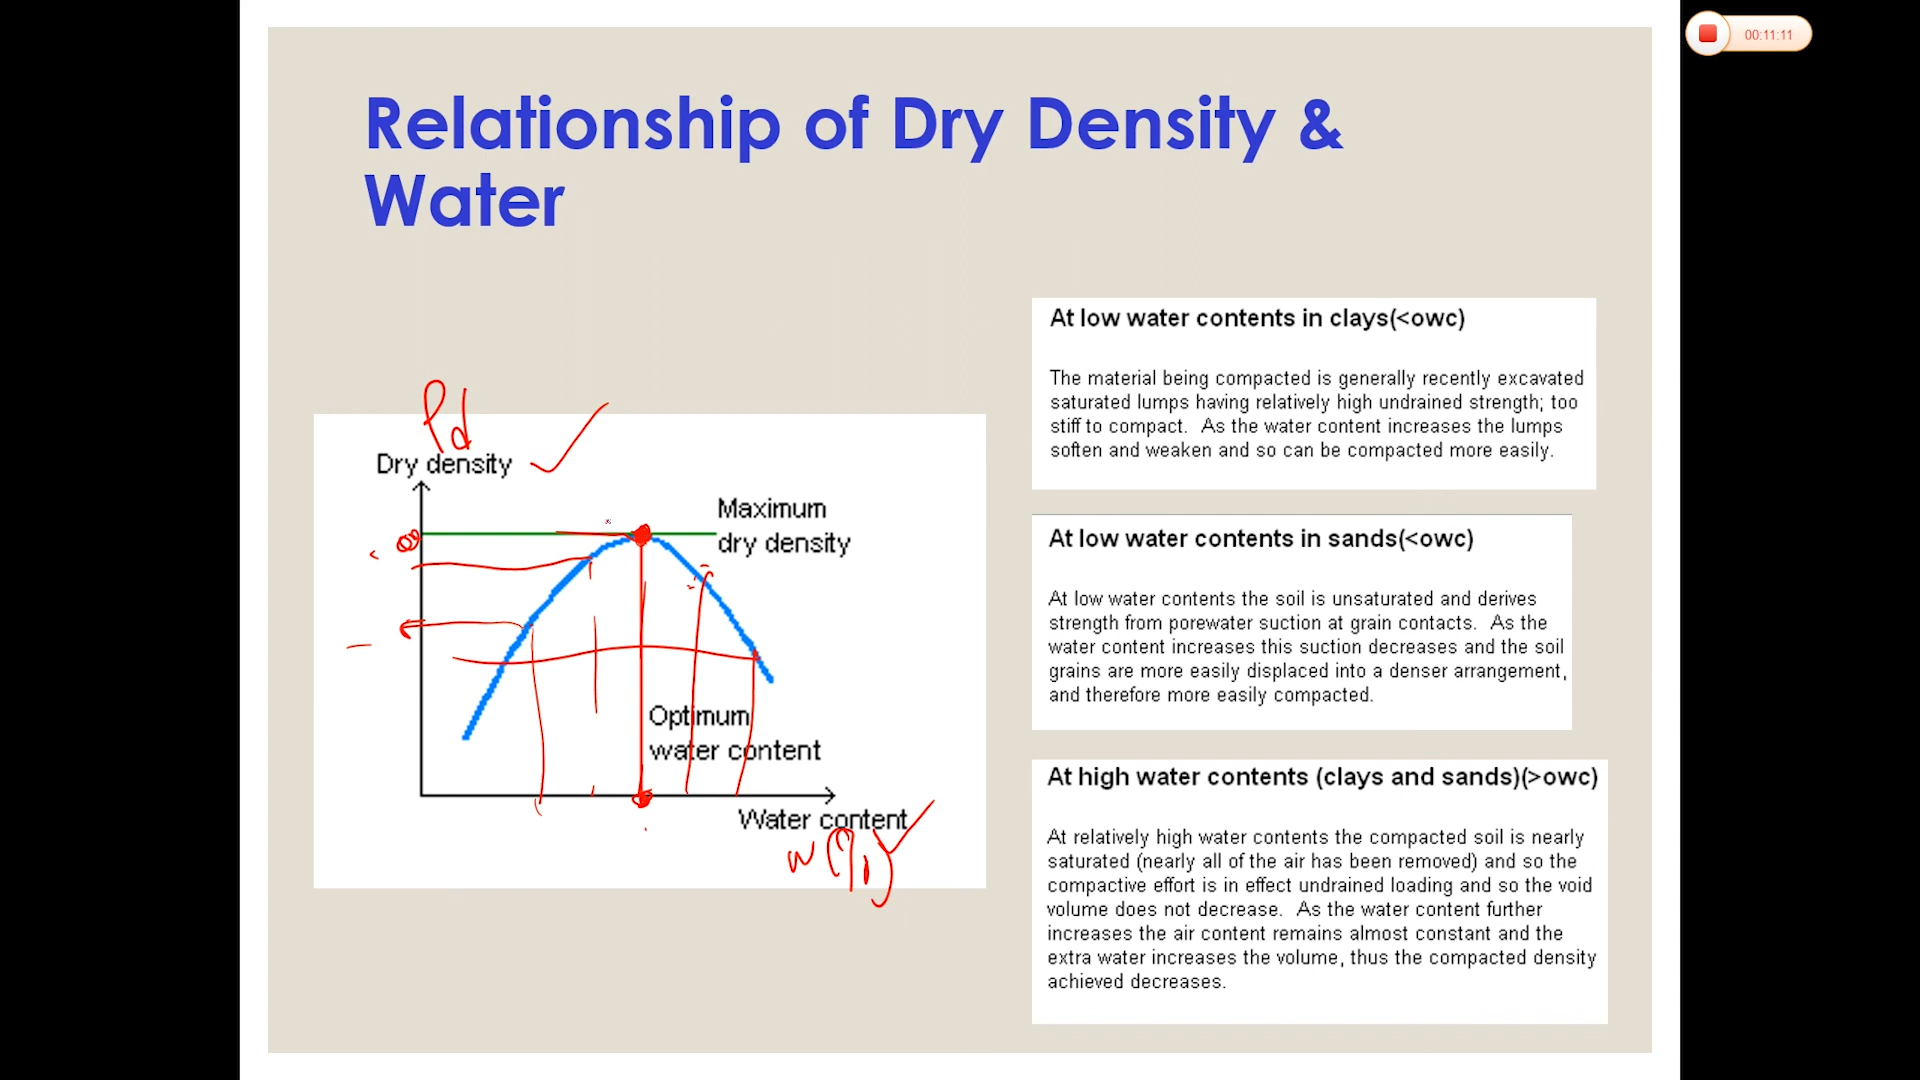 00:11:11
Relationship of Dry Density &
Water
ρd
Dry density
Maximum
dry density
Optimum
water content
Water content
w(%)
At low water contents in clays(<owc)
The material being compacted is generally recently excavated
saturated lumps having relatively high undrained strength; too
stiff to compact. As the water content increases the lumps
soften and weaken and so can be compacted more easily.
At low water contents in sands(<owc)
At low water contents the soil is unsaturated and derives
strength from porewater suction at grain contacts. As the
water content increases this suction decreases and the soil
grains are more easily displaced into a denser arrangement,
and therefore more easily compacted.
At high water contents (clays and sands)(>owc)
At relatively high water contents the compacted soil is nearly
saturated (nearly all of the air has been removed) and so the
compactive effort is in effect undrained loading and so the void
volume does not decrease. As the water content further
increases the air content remains almost constant and the
extra water increases the volume, thus the compacted density
achieved decreases.